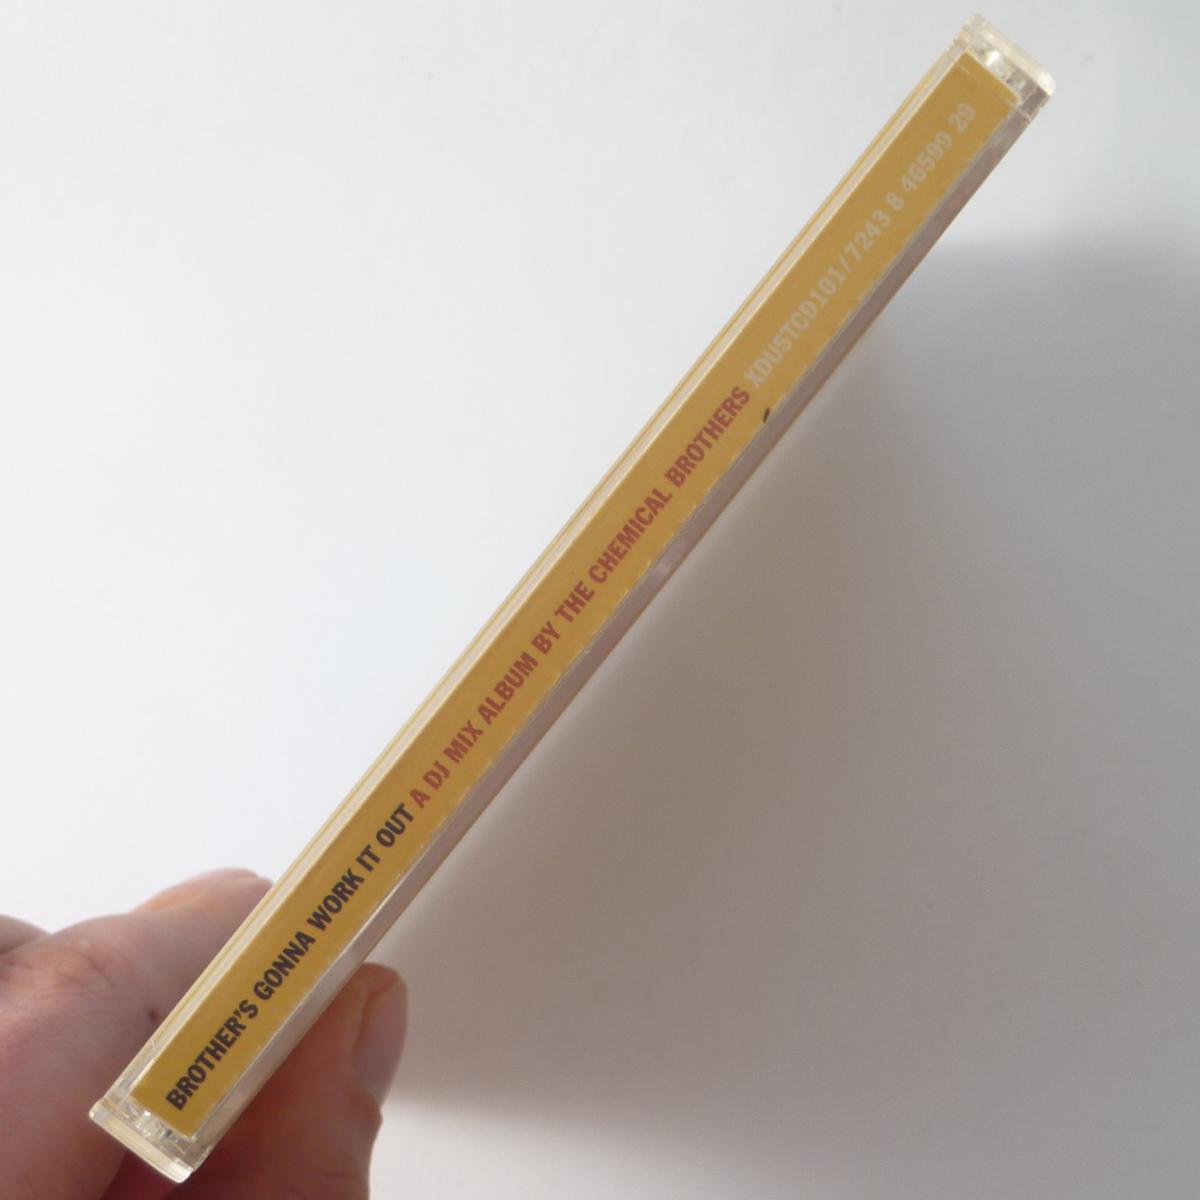 BROTHER'S GONNA WORK IT OUT A DJ MIX ALBUM BY THE CHEMICAL BROTHERS XDUSTCD101/7243 8 46599 29